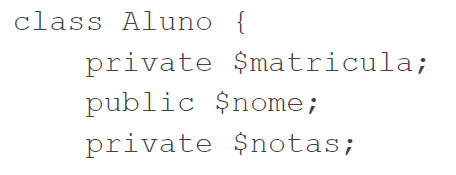 class Aluno {
    private $matricula;
    public $nome;
    private $notas;